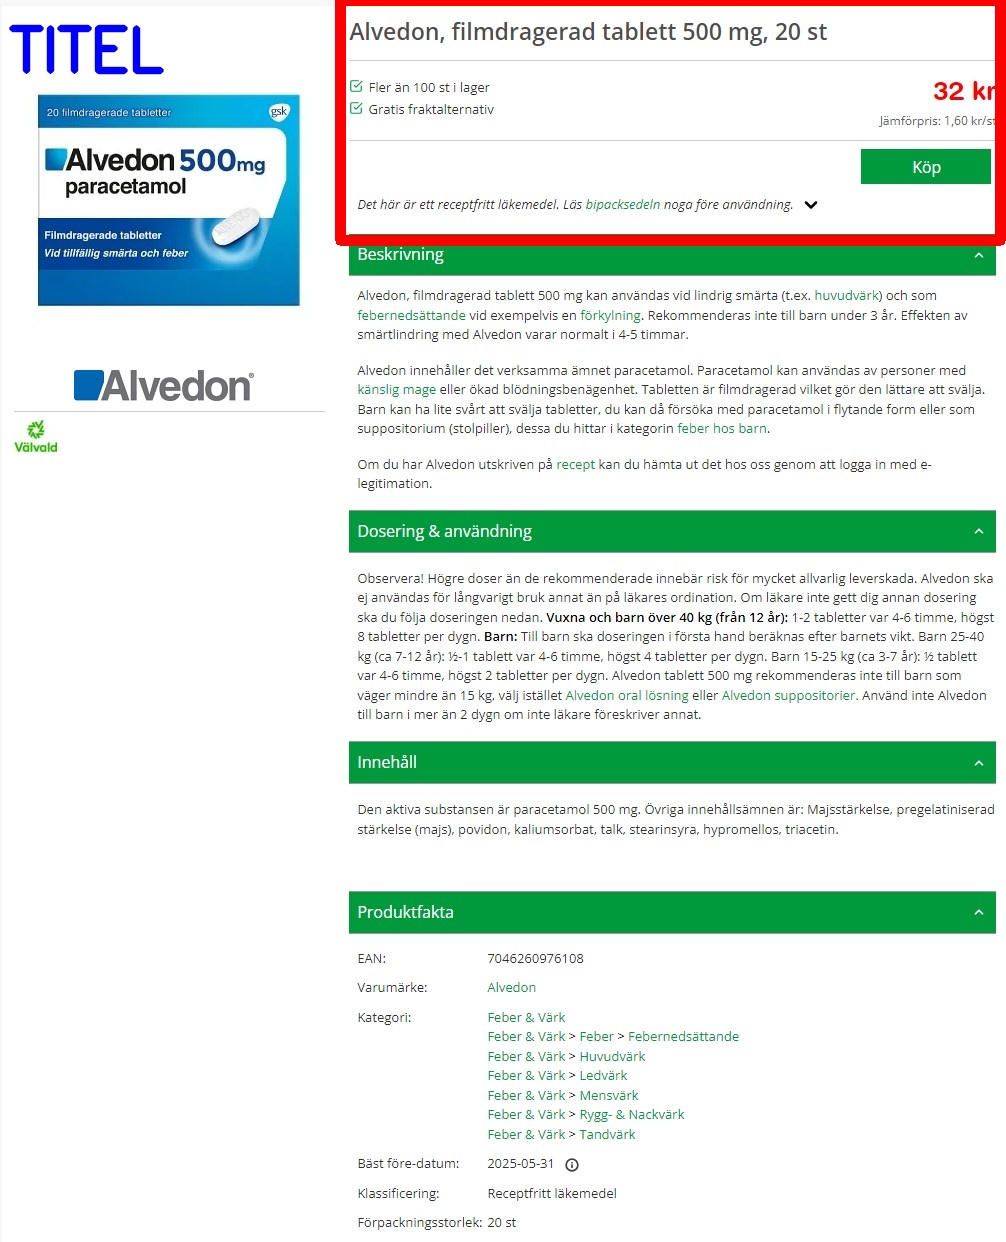 TITEL
20 filmdragerade tabletter
gsk
Alvedon 500mg
paracetamol
Filmdragerade tabletter
Vid tillfällig smärta och feber
Alvedon®
Välvald
Alvedon, filmdragerad tablett 500 mg, 20 st
Fler än 100 st i lager
Gratis fraktalternativ
32 kr
Jämförpris: 1,60 kr/st
Köp
Det här är ett receptfritt läkemedel. Läs bipacksedeln noga före användning.
Beskrivning
Alvedon, filmdragerad tablett 500 mg kan användas vid lindrig smärta (t.ex. huvudvärk) och som
febernedsättande vid exempelvis en förkylning. Rekommenderas inte till barn under 3 år. Effekten av
smärtlindring med Alvedon varar normalt i 4-5 timmar.
Alvedon innehåller det verksamma ämnet paracetamol. Paracetamol kan användas av personer med
känslig mage eller ökad blödningsbenägenhet. Tabletten är filmdragerad vilket gör den lättare att svälja.
Barn kan ha lite svårt att svälja tabletter, du kan då försöka med paracetamol i flytande form eller som
suppositorium (stolpiller), dessa du hittar i kategorin feber hos barn.
Om du har Alvedon utskriven på recept kan du hämta ut det hos oss genom att logga in med e-
legitimation.
Dosering & användning
Observera! Högre doser än de rekommenderade innebär risk för mycket allvarlig leverskada. Alvedon ska
ej användas för långvarigt bruk annat än på läkares ordination. Om läkare inte gett dig annan dosering
ska du följa doseringen nedan. Vuxna och barn över 40 kg (från 12 år): 1-2 tabletter var 4-6 timme, högst
8 tabletter per dygn. Barn: Till barn ska doseringen i första hand beräknas efter barnets vikt. Barn 25-40
kg (ca 7-12 år): ½-1 tablett var 4-6 timme, högst 4 tabletter per dygn. Barn 15-25 kg (ca 3-7 år): ½ tablett
var 4-6 timme, högst 2 tabletter per dygn. Alvedon tablett 500 mg rekommenderas inte till barn som
väger mindre än 15 kg, välj istället Alvedon oral lösning eller Alvedon suppositorier. Använd inte Alvedon
till barn i mer än 2 dygn om inte läkare föreskriver annat.
Innehåll
Den aktiva substansen är paracetamol 500 mg. Övriga innehållsämnen är: Majsstärkelse, pregelatiniserad
stärkelse (majs), povidon, kaliumsorbat, talk, stearinsyra, hypromellos, triacetin.
Produktfakta
EAN: 7046260976108
Varumärke: Alvedon
Kategori: Feber & Värk
Feber & Värk > Feber > Febernedsättande
Feber & Värk > Huvudvärk
Feber & Värk > Ledvärk
Feber & Värk > Mensvärk
Feber & Värk > Rygg- & Nackvärk
Feber & Värk > Tandvärk
Bäst före-datum: 2025-05-31
Klassificering: Receptfritt läkemedel
Förpackningsstorlek: 20 st